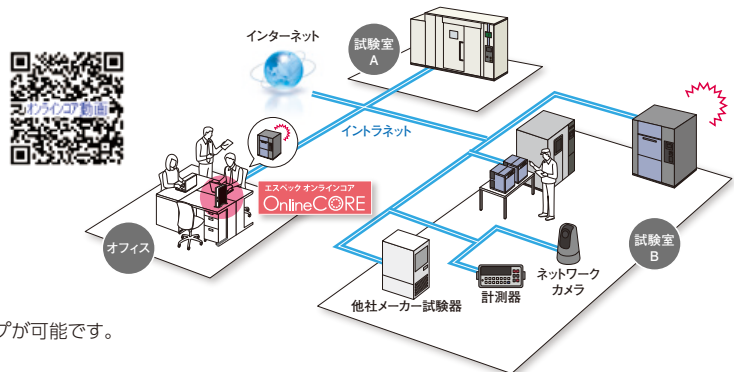 インターネット
試験室
A
オンラインコア動画
イントラネット
エスペック オンラインコア
OnlineCORE
オフィス
試験室
B
ネットワーク
カメラ
計測器
他社メーカー試験器
プが可能です。